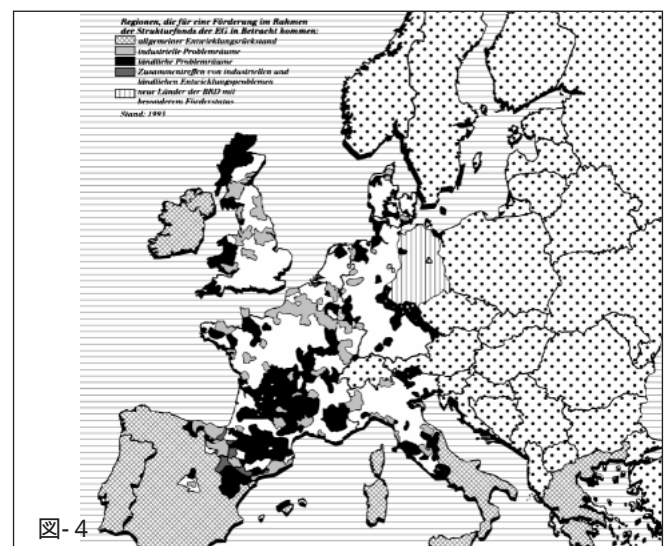 Regionen, die für eine Förderung im Rahmen
der Strukturfonds der EG in Betracht kommen:
allgemeiner Entwicklungsrückstand
industrielle Problemräume
ländliche Problemräume
Zusammentreffen von industriellen und
ländlichen Entwicklungsproblemen
neue Länder der BRD mit
besonderem Förderstatus
Stand: 1993
図-4